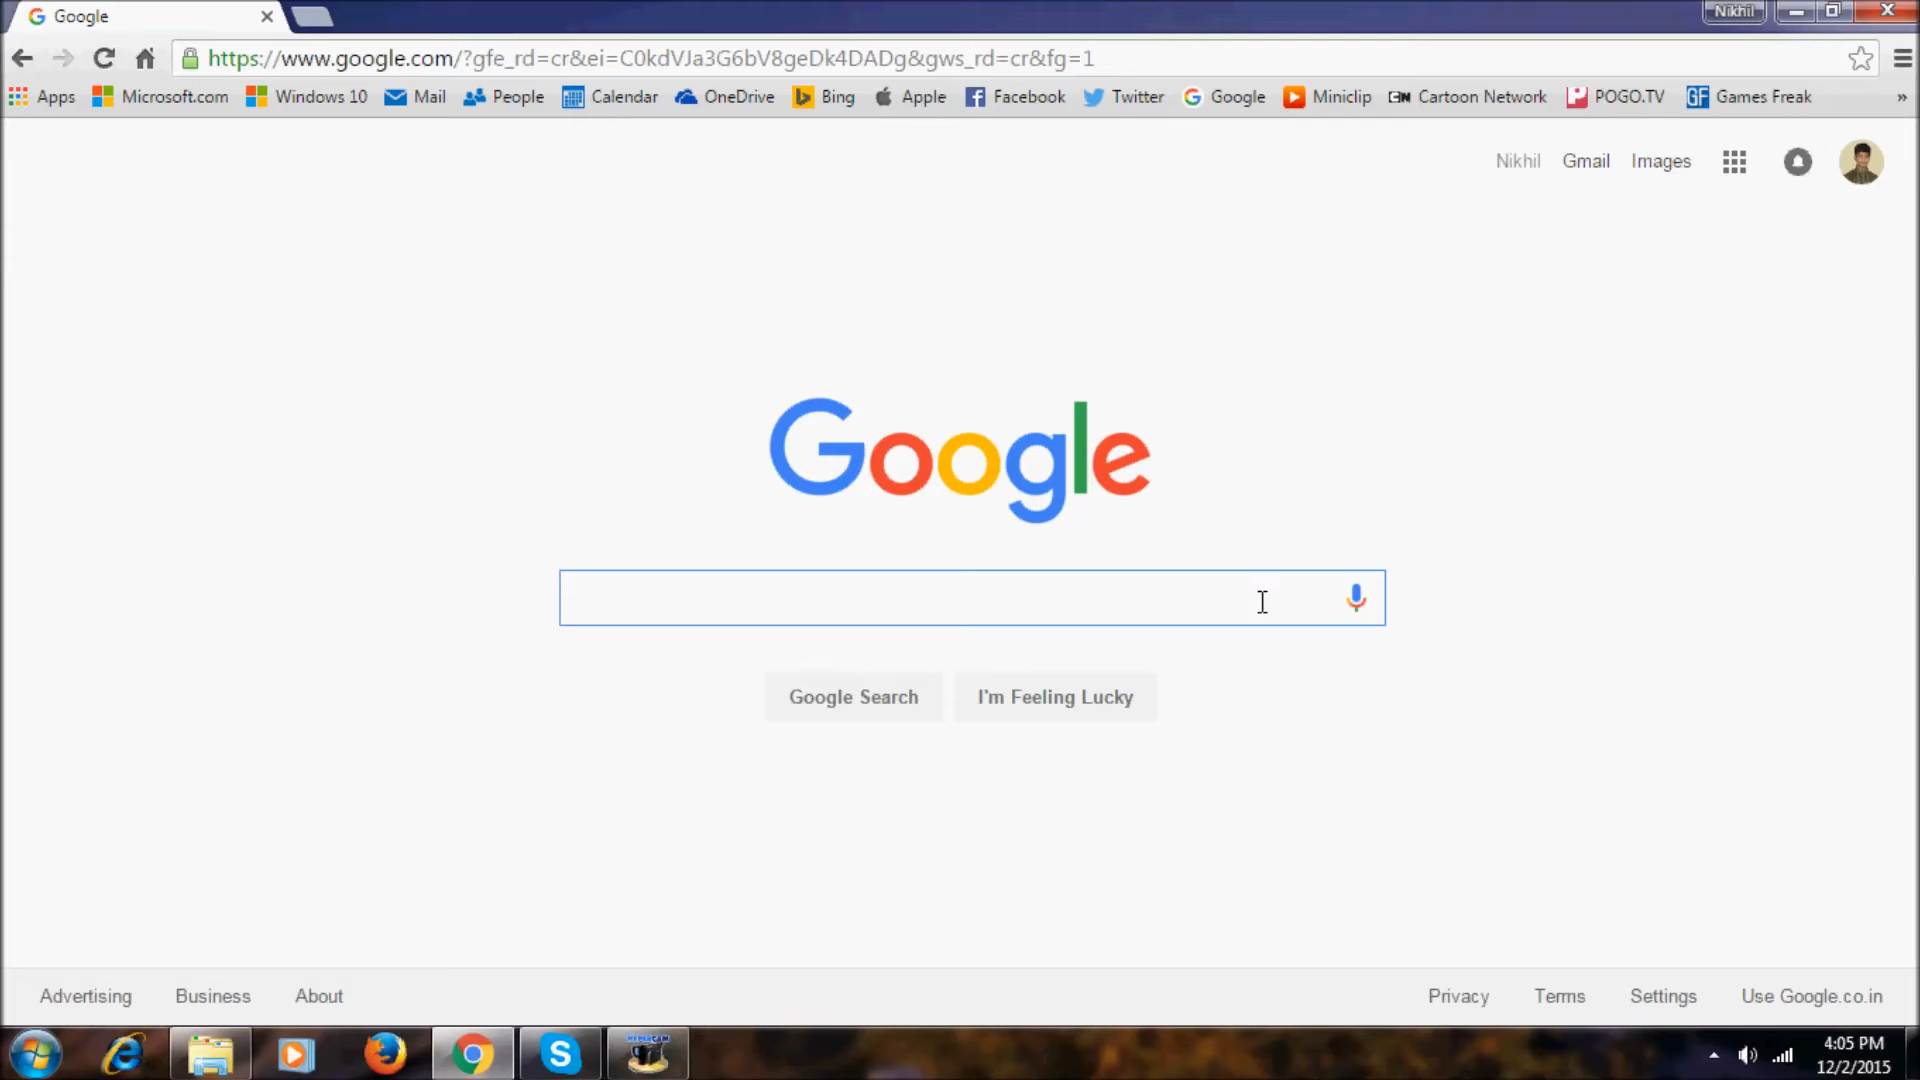 Google
Nikhil
https://www.google.com/?gfe_rd=cr&ei=C0kdVJa3G6bV8geDk4DADg&gws_rd=cr&fg=1
Apps Microsoft.com Windows 10 Mail People Calendar OneDrive Bing Apple Facebook Twitter Google Miniclip CN Cartoon Network POGO.TV GF Games Freak »
Nikhil Gmail Images
Google
Google Search I'm Feeling Lucky
Advertising Business About Privacy Terms Settings Use Google.co.in
HYPERCAM
4:05 PM
12/2/2015